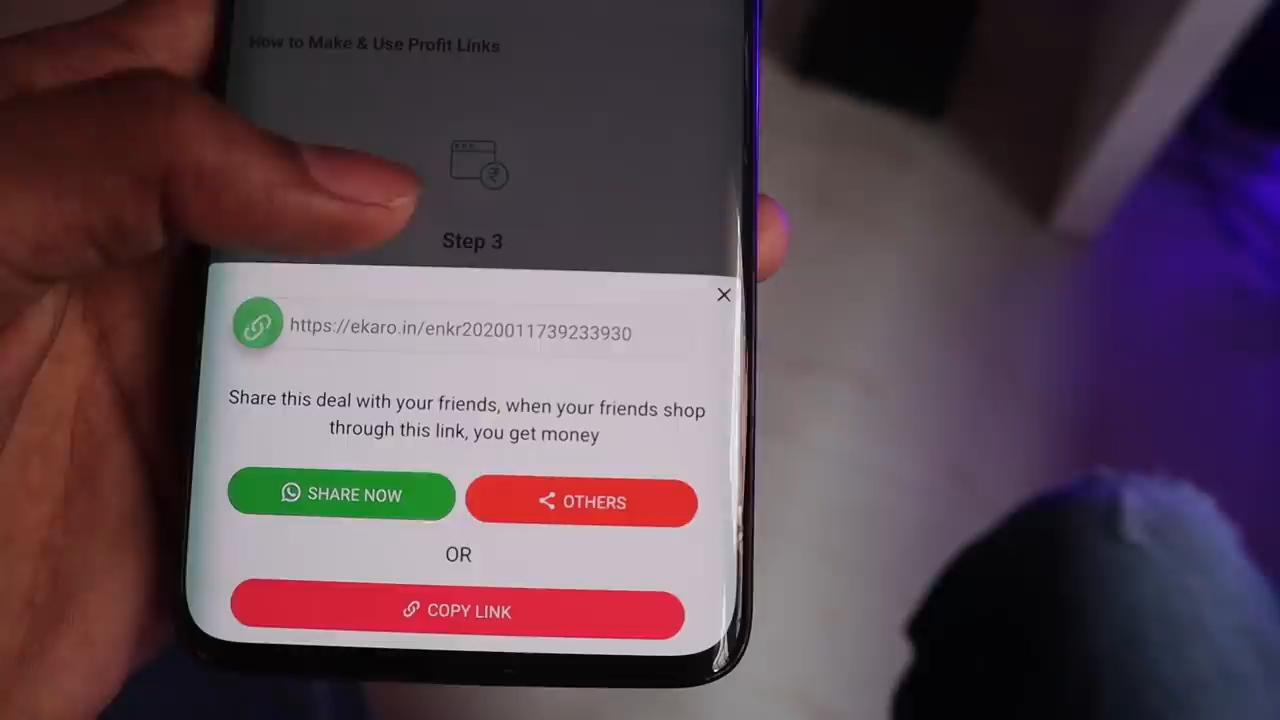 How to Make & Use Profit Links
Step 3
https://ekaro.in/enkr2020011739233930
Share this deal with your friends, when your friends shop
through this link, you get money
SHARE NOW
OTHERS
OR
COPY LINK